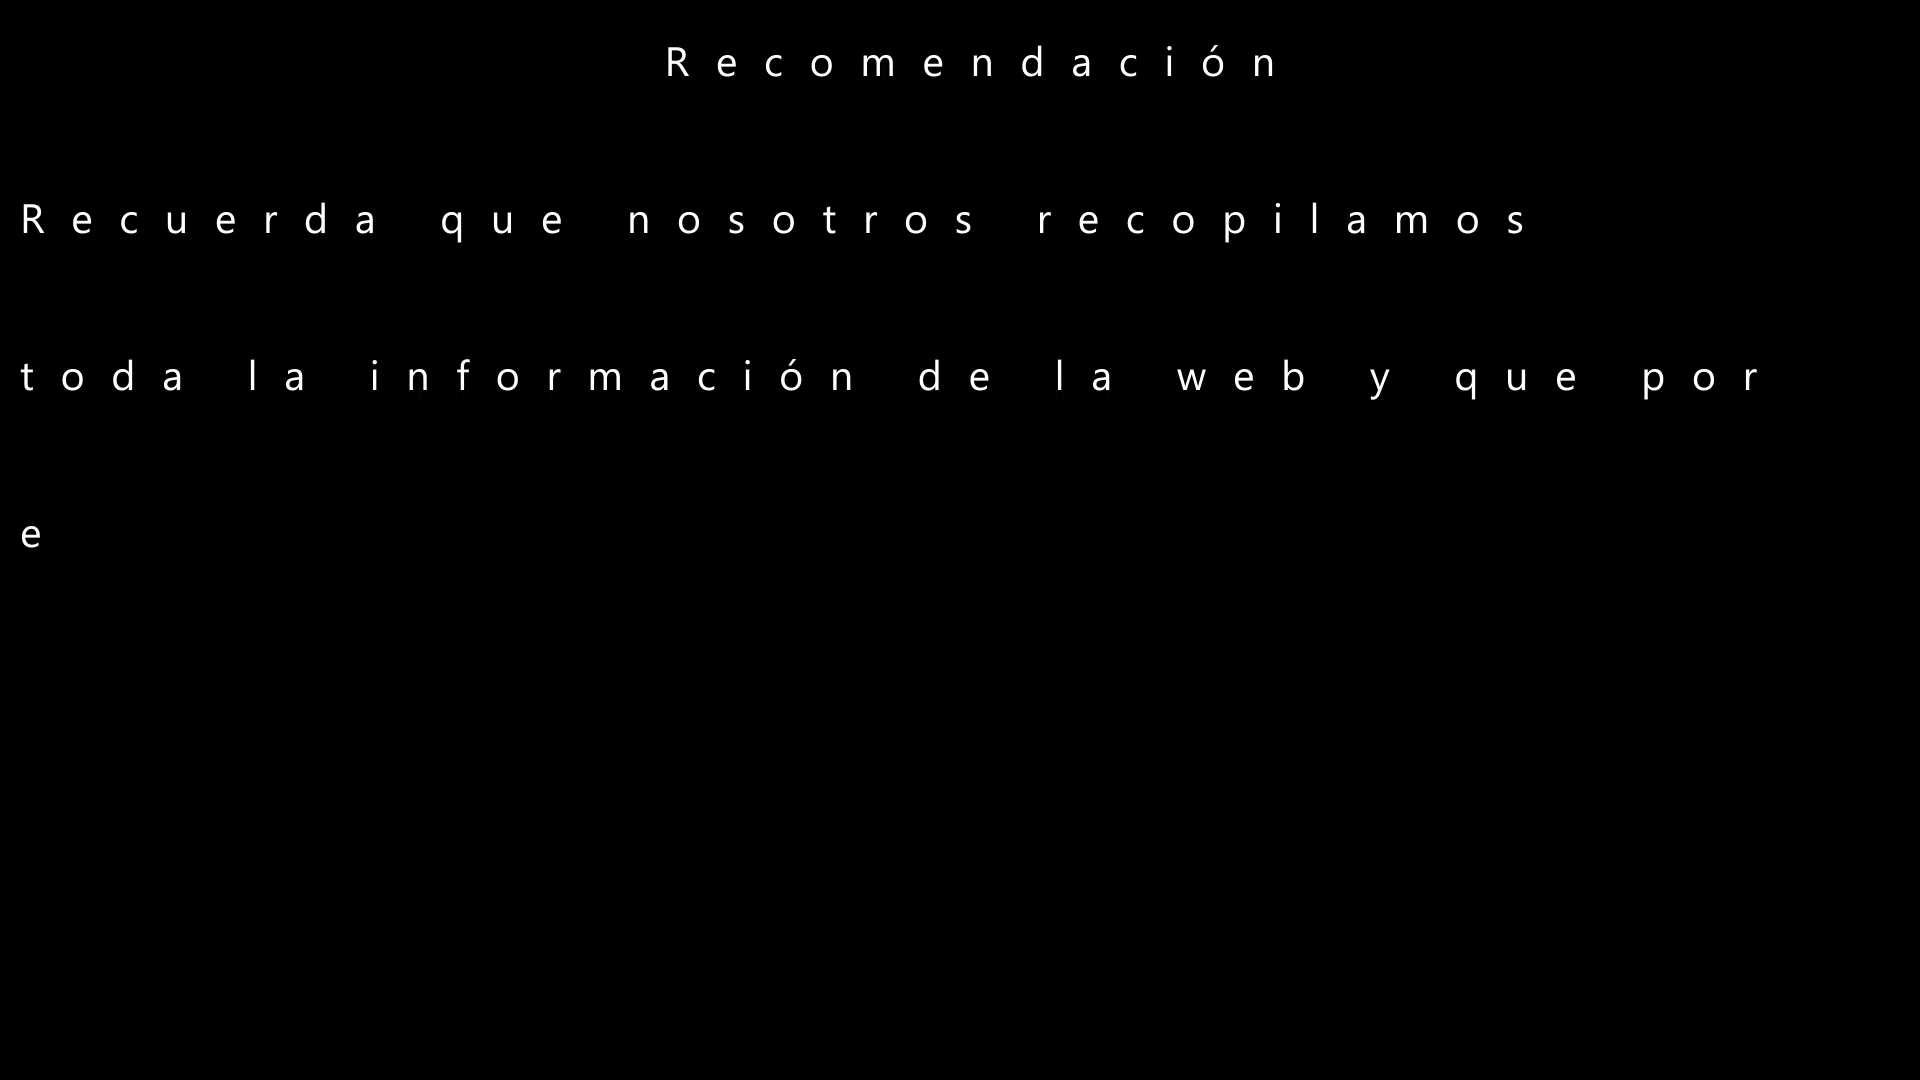 Recomendación
Recuerda que nosotros recopilamos
toda la información de la web y que por
e